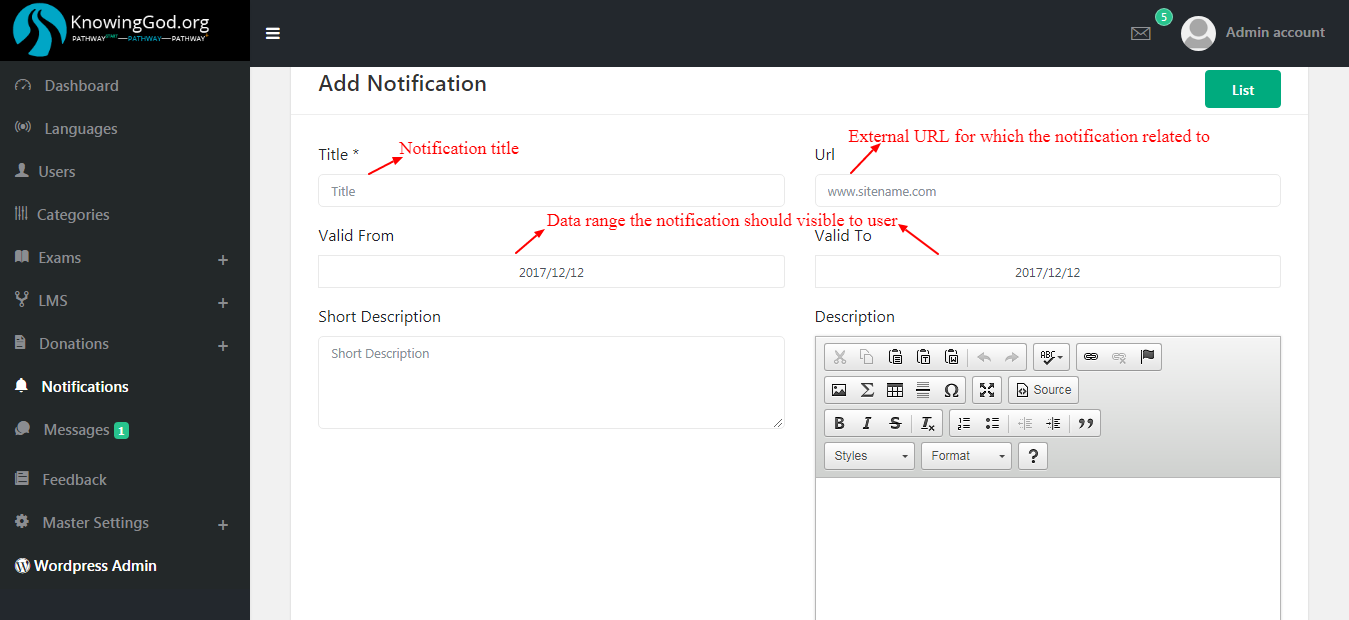 KnowingGod.org
PATHWAYSTART—PATHWAY—PATHWAY+
5
Admin account
Dashboard
Languages
Users
Categories
Exams +
LMS +
Donations +
Notifications
Messages 1
Feedback
Master Settings +
Wordpress Admin
Add Notification
List
Title *
Notification title
Url
External URL for which the notification related to
Title
www.sitename.com
Data range the notification should visible to user
Valid From
Valid To
2017/12/12
2017/12/12
Short Description
Description
Short Description
ABC
Σ
Ω
Source
B I S Ix
Styles
Format
?